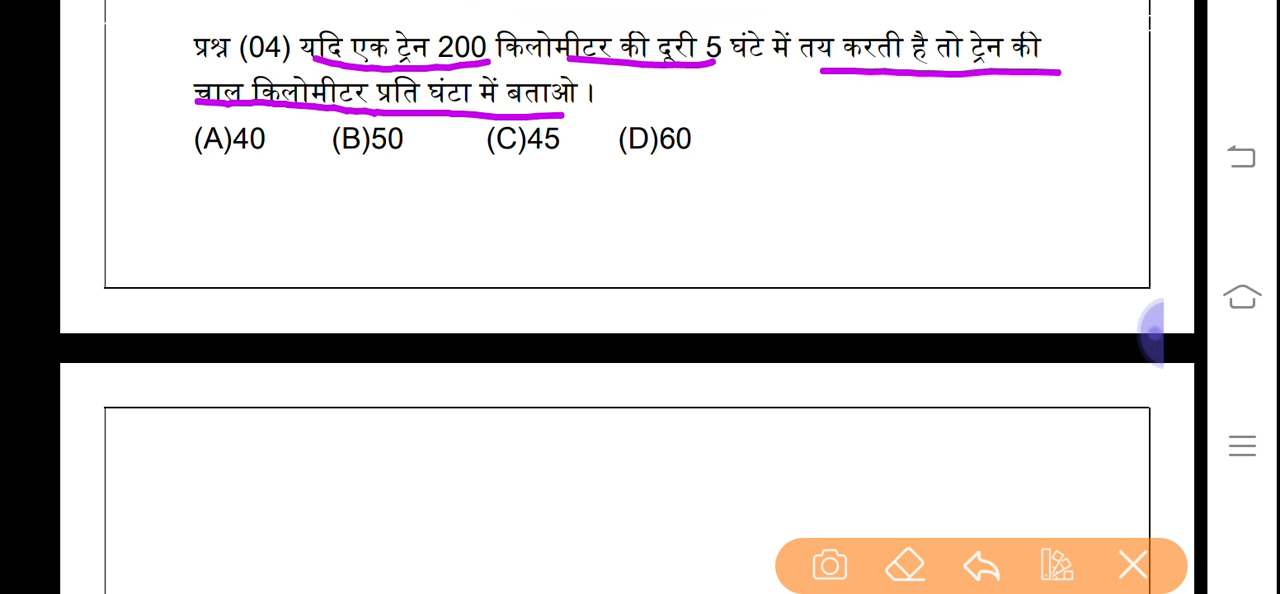 प्रश्न (04) यदि एक ट्रेन 200 किलोमीटर की दूरी 5 घंटे में तय करती है तो ट्रेन की
चाल किलोमीटर प्रति घंटा में बताओ ।
(A)40 (B)50 (C)45 (D)60